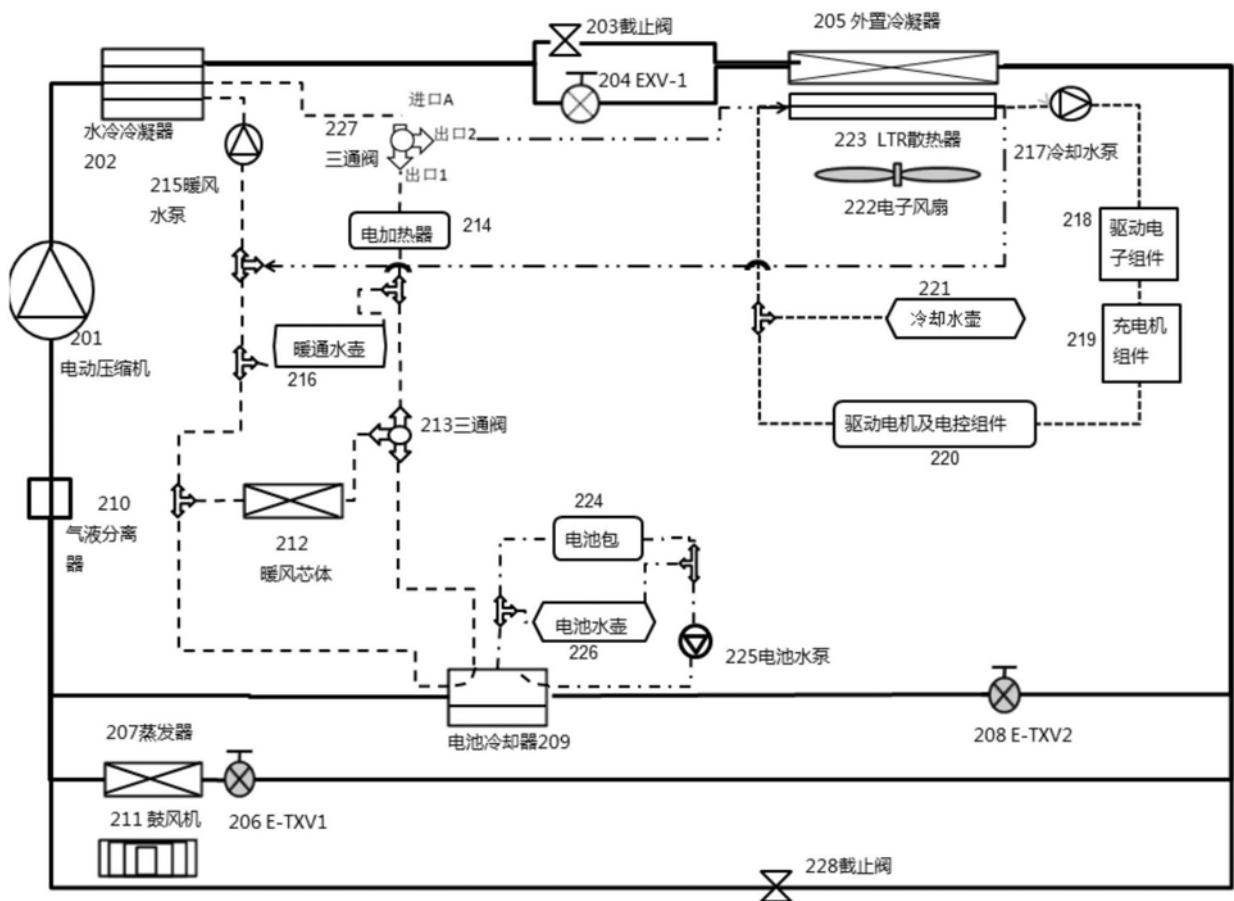 203截止阀
205 外置冷凝器
204 EXV-1
进口A
水冷冷凝器
202
227
三通阀
出口2
出口1
223 LTR散热器
217冷却水泵
215暖风
水泵
222电子风扇
电加热器
214
218
驱动电
子组件
201
电动压缩机
暖通水壶
216
221
冷却水壶
219
充电机
组件
213三通阀
驱动电机及电控组件
220
210
气液分离
器
212
暖风芯体
224
电池包
电池水壶
226
225电池水泵
207蒸发器
电池冷却器209
208 E-TXV2
211 鼓风机
206 E-TXV1
228截止阀